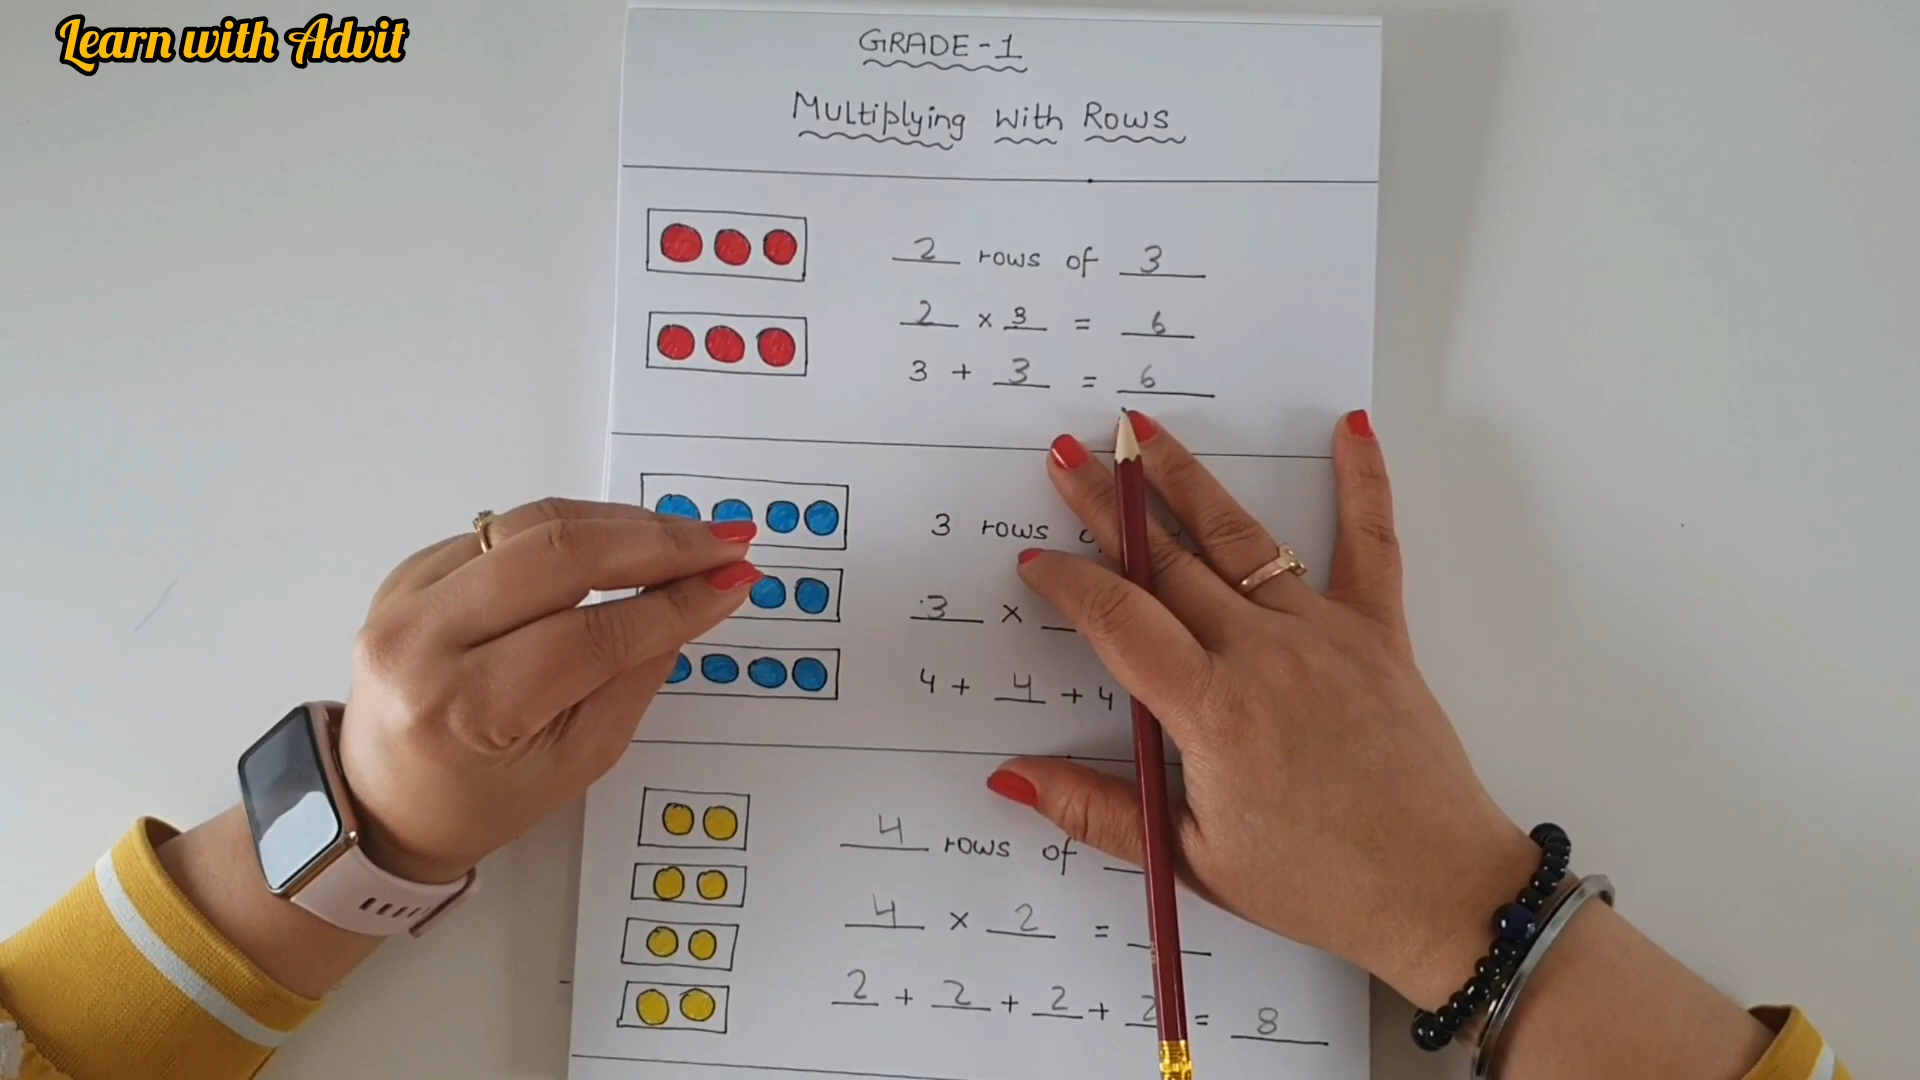 Learn with Advit
GRADE-1
Multiplying with Rows
2 rows of 3
2 × 3 = 6
3 + 3 = 6
3 rows
3 ×
4 + 4 + 4
4 rows of
4 × 2 =
2 + 2 + 2 + 2 = 8